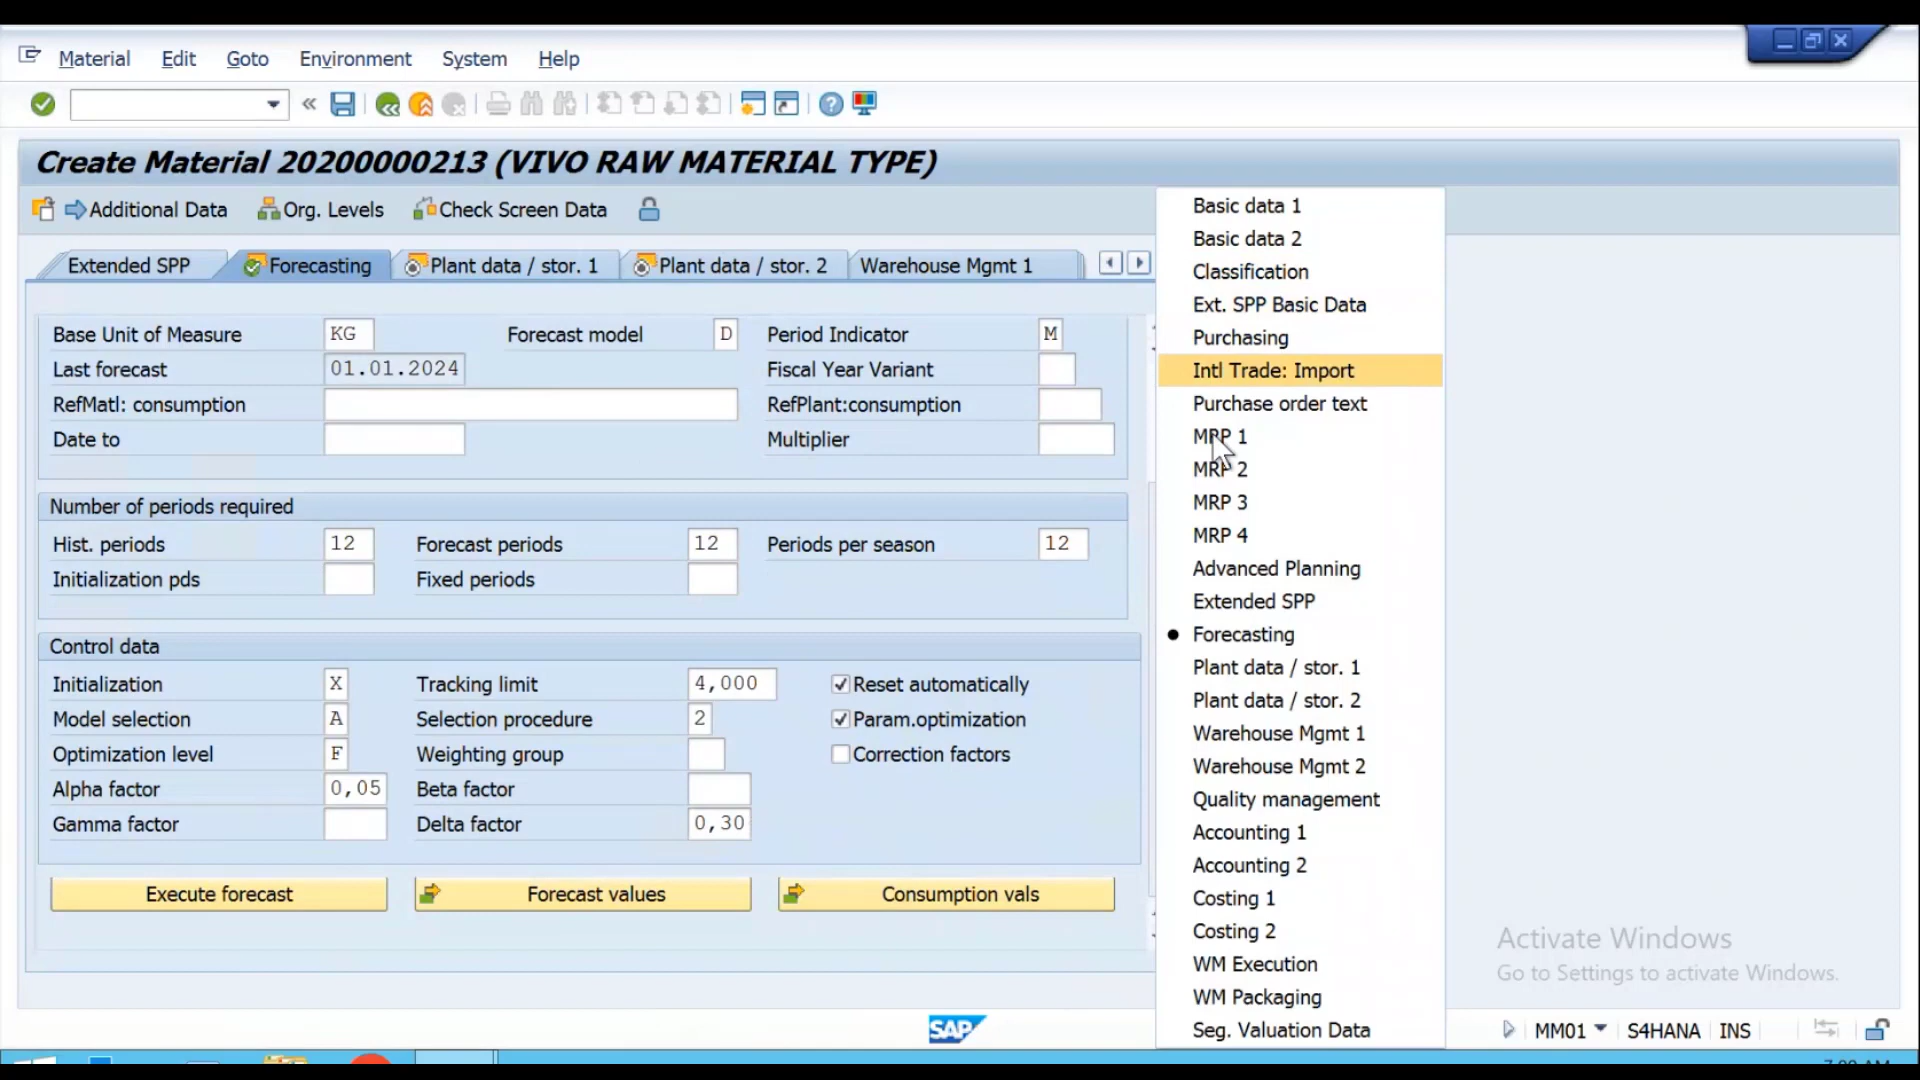 Material Edit Goto Environment System Help
Create Material 20200000213 (VIVO RAW MATERIAL TYPE)
Additional Data Org. Levels Check Screen Data
Extended SPP Forecasting Plant data / stor. 1 Plant data / stor. 2 Warehouse Mgmt 1
Base Unit of Measure KG Forecast model D Period Indicator M
Last forecast 01.01.2024 Fiscal Year Variant
RefMatl: consumption RefPlant:consumption
Date to Multiplier
Number of periods required
Hist. periods 12 Forecast periods 12 Periods per season 12
Initialization pds Fixed periods
Control data
Initialization X Tracking limit 4,000 Reset automatically
Model selection A Selection procedure 2 Param.optimization
Optimization level F Weighting group Correction factors
Alpha factor 0,05 Beta factor
Gamma factor Delta factor 0,30
Execute forecast Forecast values Consumption vals
Basic data 1
Basic data 2
Classification
Ext. SPP Basic Data
Purchasing
Intl Trade: Import
Purchase order text
MRP 1
MRP 2
MRP 3
MRP 4
Advanced Planning
Extended SPP
Forecasting
Plant data / stor. 1
Plant data / stor. 2
Warehouse Mgmt 1
Warehouse Mgmt 2
Quality management
Accounting 1
Accounting 2
Costing 1
Costing 2
WM Execution
WM Packaging
Seg. Valuation Data
Activate Windows
Go to Settings to activate Windows.
SAP MM01 S4HANA INS